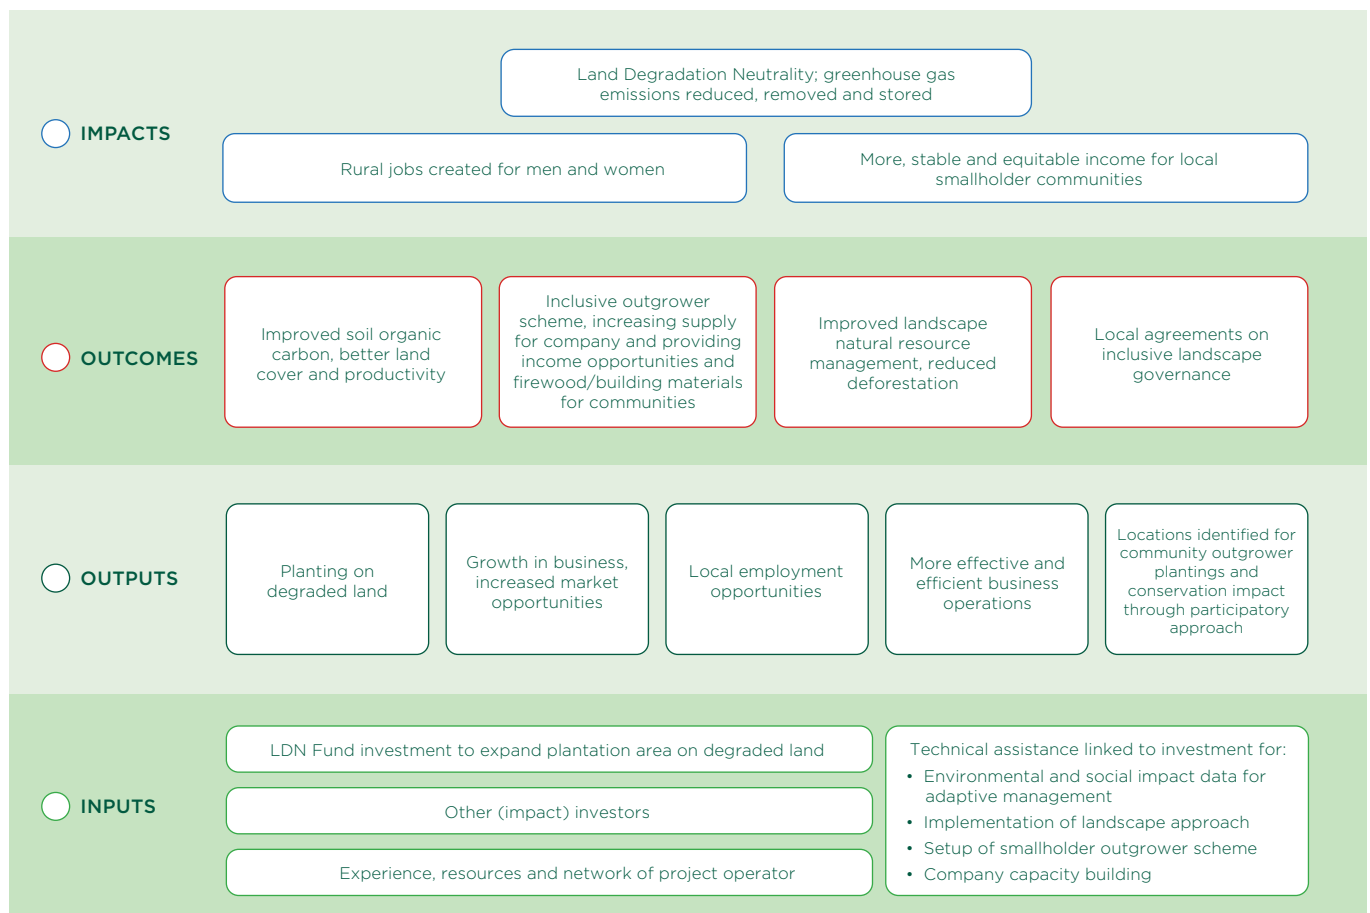 IMPACTS
Land Degradation Neutrality; greenhouse gas
emissions reduced, removed and stored
Rural jobs created for men and women
More, stable and equitable income for local
smallholder communities
OUTCOMES
Improved soil organic
carbon, better land
cover and productivity
Inclusive outgrower
scheme, increasing supply
for company and providing
income opportunities and
firewood/building materials
for communities
Improved landscape
natural resource
management, reduced
deforestation
Local agreements on
inclusive landscape
governance
OUTPUTS
Planting on
degraded land
Growth in business,
increased market
opportunities
Local employment
opportunities
More effective and
efficient business
operations
Locations identified for
community outgrower
plantings and
conservation impact
through participatory
approach
INPUTS
LDN Fund investment to expand plantation area on degraded land
Other (impact) investors
Experience, resources and network of project operator
Technical assistance linked to investment for:
• Environmental and social impact data for
adaptive management
• Implementation of landscape approach
• Setup of smallholder outgrower scheme
• Company capacity building